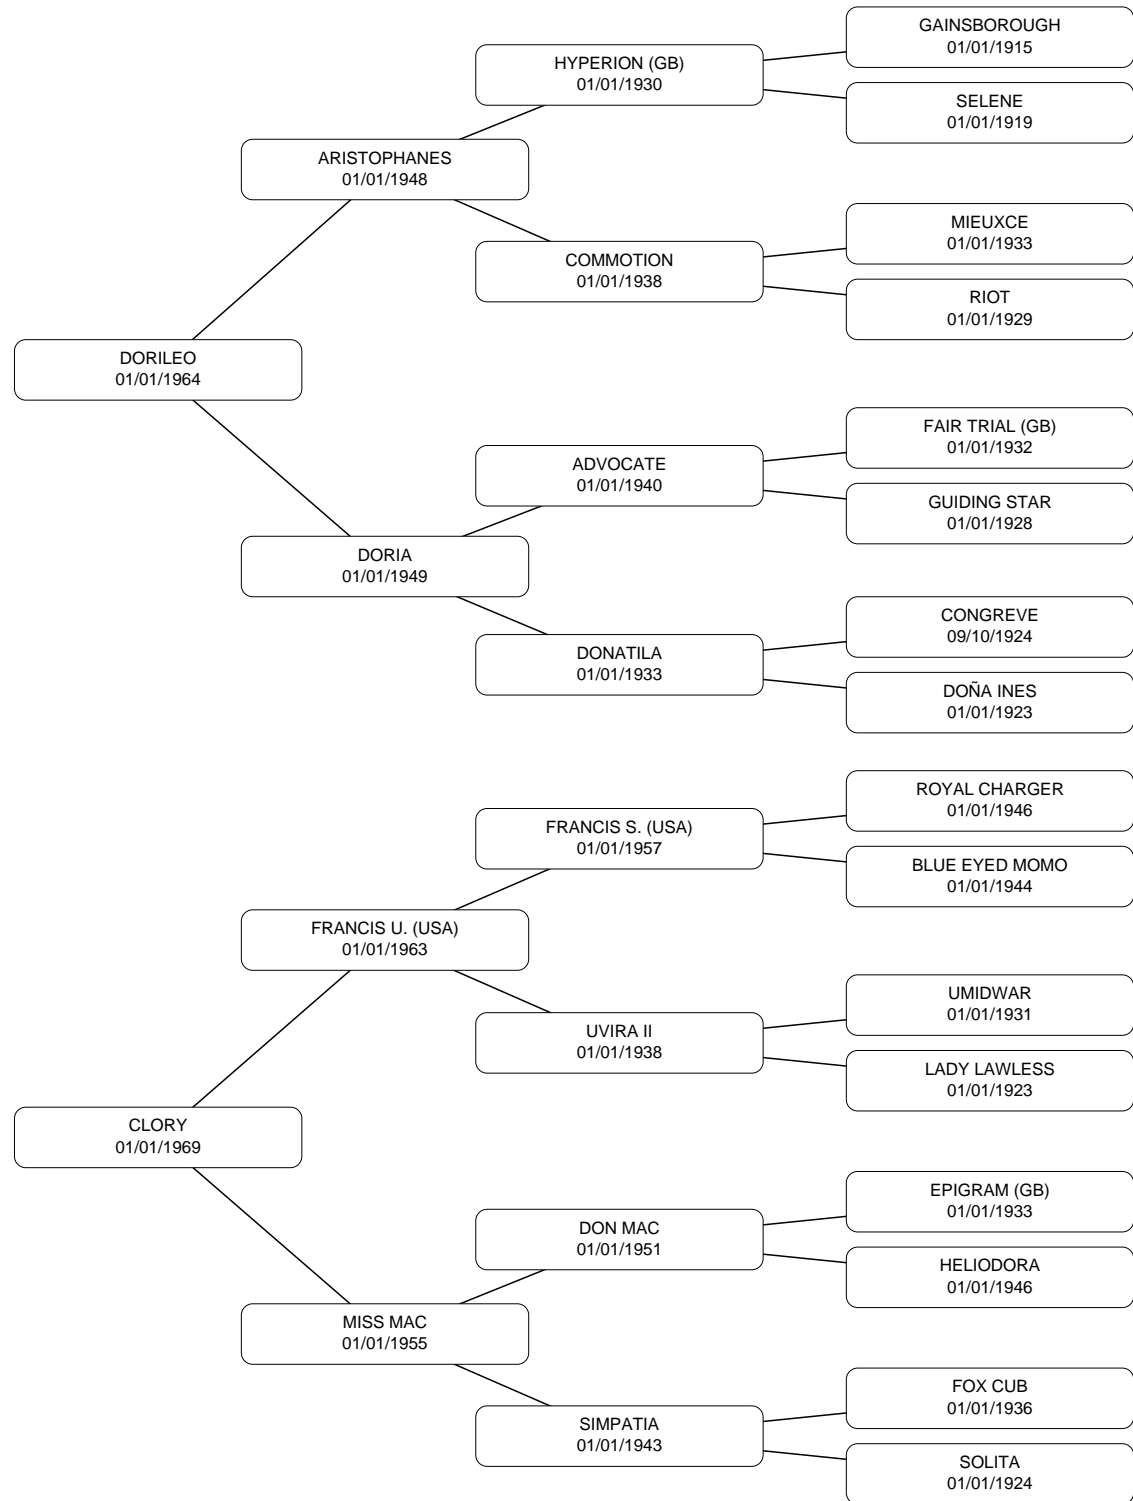 GAINSBOROUGH
01/01/1915
HYPERION (GB)
01/01/1930
SELENE
01/01/1919
ARISTOPHANES
01/01/1948
MIEUXCE
01/01/1933
COMMOTION
01/01/1938
RIOT
01/01/1929
DORILEO
01/01/1964
FAIR TRIAL (GB)
01/01/1932
ADVOCATE
01/01/1940
GUIDING STAR
01/01/1928
DORIA
01/01/1949
CONGREVE
09/10/1924
DONATILA
01/01/1933
DOÑA INES
01/01/1923
ROYAL CHARGER
01/01/1946
FRANCIS S. (USA)
01/01/1957
BLUE EYED MOMO
01/01/1944
FRANCIS U. (USA)
01/01/1963
UMIDWAR
01/01/1931
UVIRA II
01/01/1938
LADY LAWLESS
01/01/1923
CLORY
01/01/1969
EPIGRAM (GB)
01/01/1933
DON MAC
01/01/1951
HELIODORA
01/01/1946
MISS MAC
01/01/1955
FOX CUB
01/01/1936
SIMPATIA
01/01/1943
SOLITA
01/01/1924